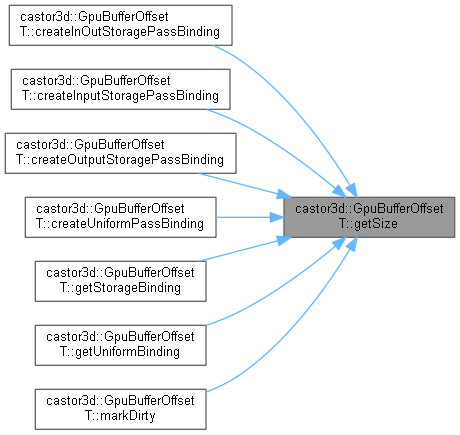 castor3d::GpuBufferOffset
T::createInOutStoragePassBinding
castor3d::GpuBufferOffset
T::createInputStoragePassBinding
castor3d::GpuBufferOffset
T::createOutputStoragePassBinding
castor3d::GpuBufferOffset
T::createUniformPassBinding
castor3d::GpuBufferOffset
T::getSize
castor3d::GpuBufferOffset
T::getStorageBinding
castor3d::GpuBufferOffset
T::getUniformBinding
castor3d::GpuBufferOffset
T::markDirty